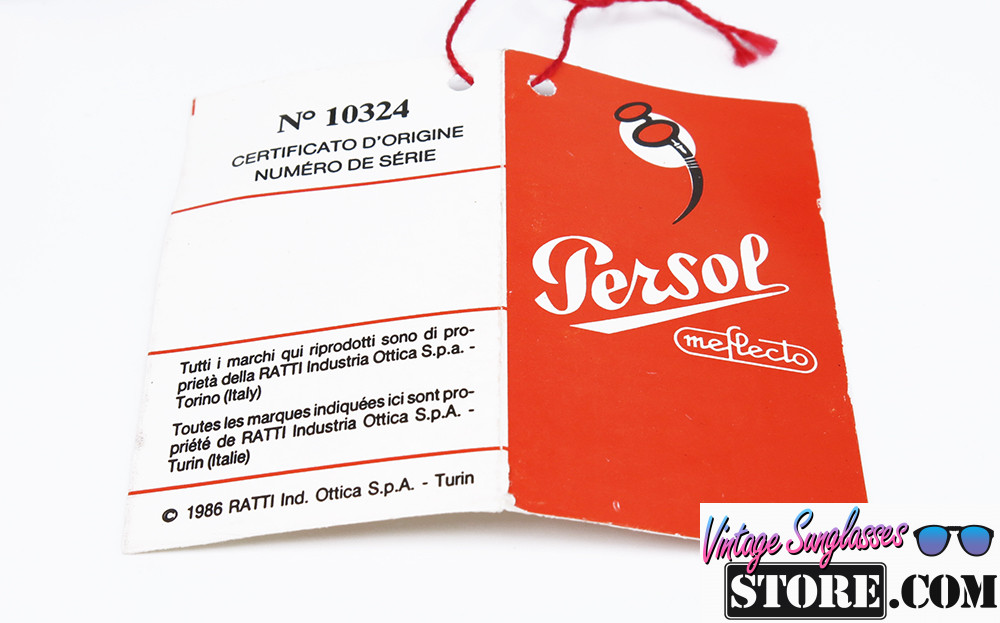 Nº 10324
CERTIFICATO D'ORIGINE
NUMÉRO DE SÉRIE
Tutti i marchi qui riprodotti sono di pro-
prietà della RATTI Industria Ottica S.p.a. -
Torino (Italy)
Toutes les marques indiquées ici sont pro-
priété de RATTI Industria Ottica S.p.A. -
Turin (Italie)
© 1986 RATTI Ind. Ottica S.p.A. - Turin
Persol
meflecto
Vintage Sunglasses
STORE.COM